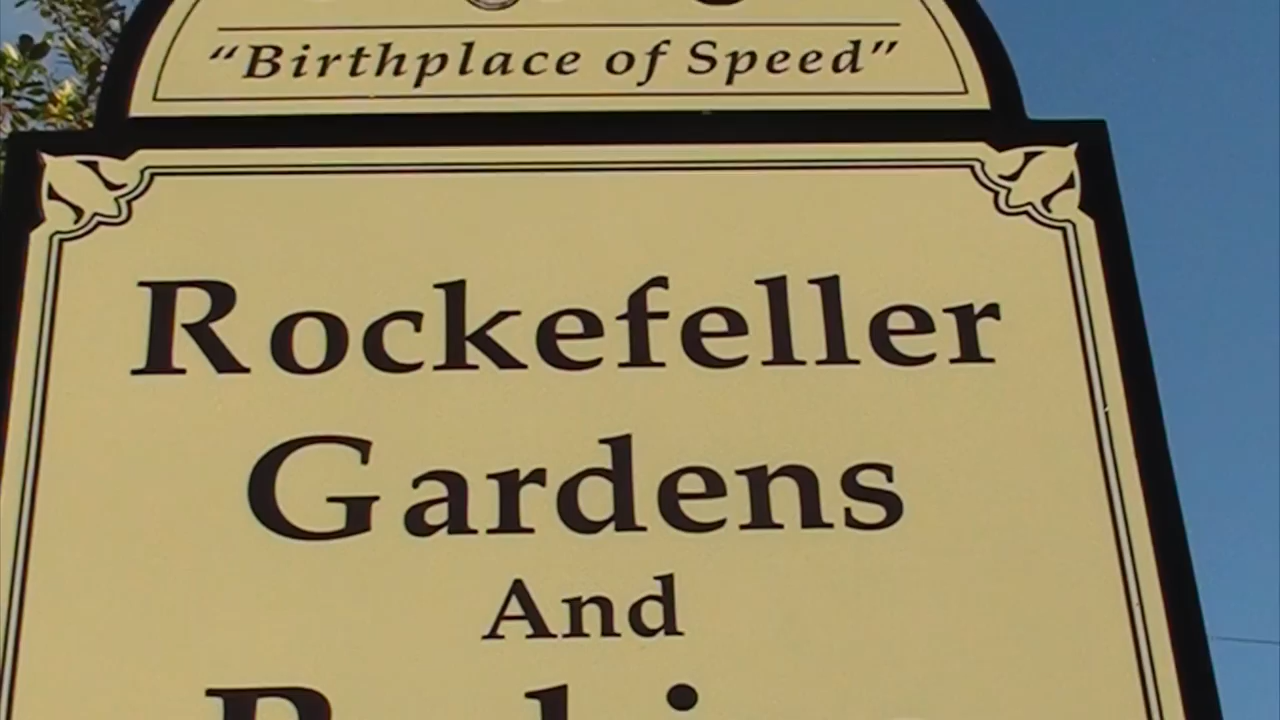 “Birthplace of Speed”
Rockefeller
Gardens
And